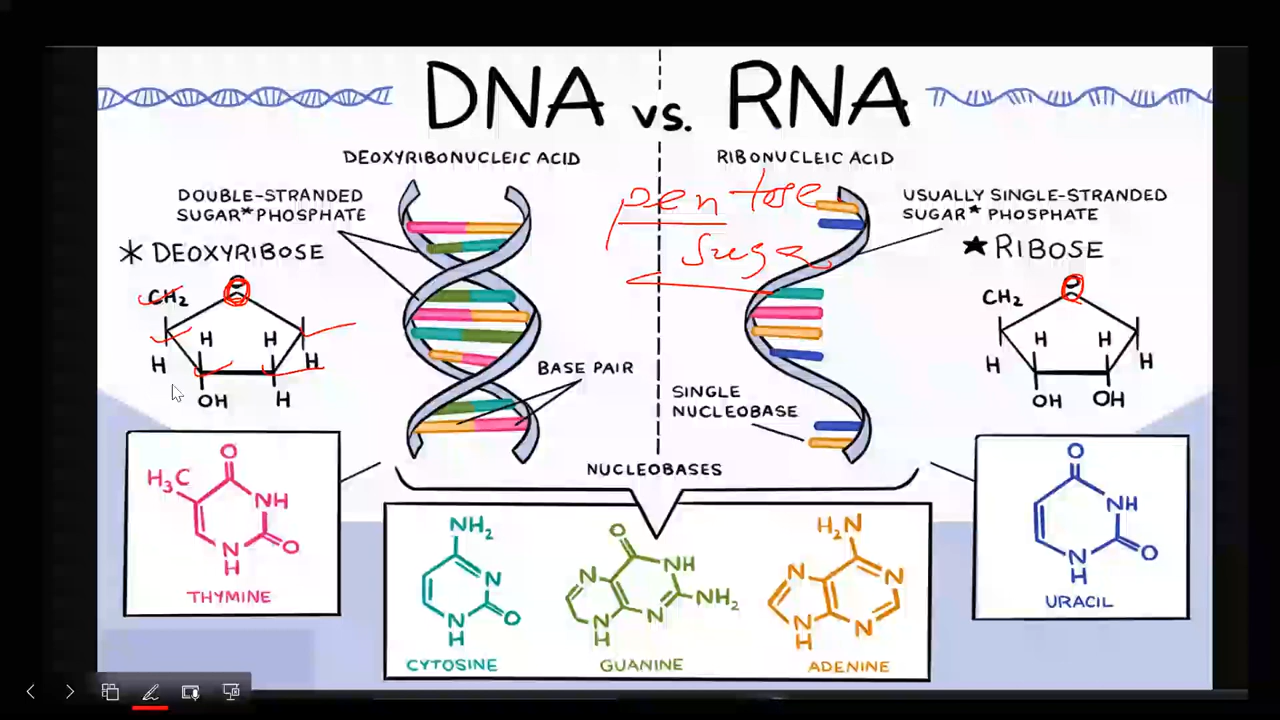 DNA vs. RNA
DEOXYRIBONUCLEIC ACID
RIBONUCLEIC ACID
DOUBLE-STRANDED
SUGAR* PHOSPHATE
* DEOXYRIBOSE
pentose
suga
USUALLY SINGLE-STRANDED
SUGAR* PHOSPHATE
★ RIBOSE
CH₂
H H
H H
OH H
CH₂
H H
H H
OH OH
BASE PAIR
SINGLE
NUCLEOBASE
NUCLEOBASES
O
H₃C
NH
N
H
O
THYMINE
NH₂
N
N
H
O
CYTOSINE
O
N
NH
N
H
N
NH₂
GUANINE
H₂N
N
N
N
H
N
ADENINE
O
NH
N
H
O
URACIL